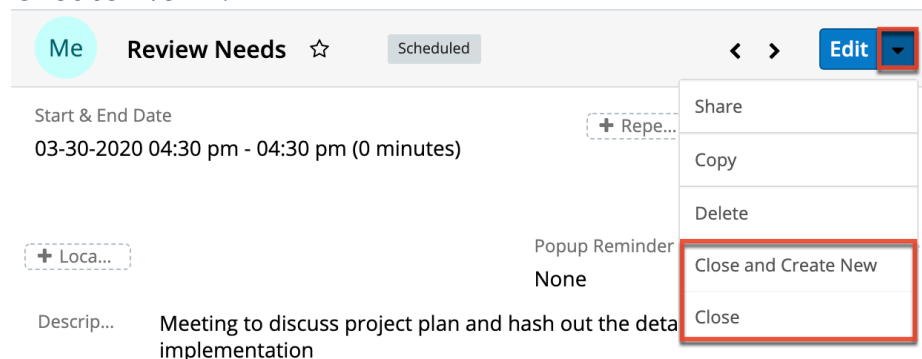 Me Review Needs Scheduled Edit
Start & End Date
Repe...
03-30-2020 04:30 pm - 04:30 pm (0 minutes)
Share
Copy
Delete
Close and Create New
Close
Loca...
Popup Reminder
None
Descrip...
Meeting to discuss project plan and hash out the deta
implementation